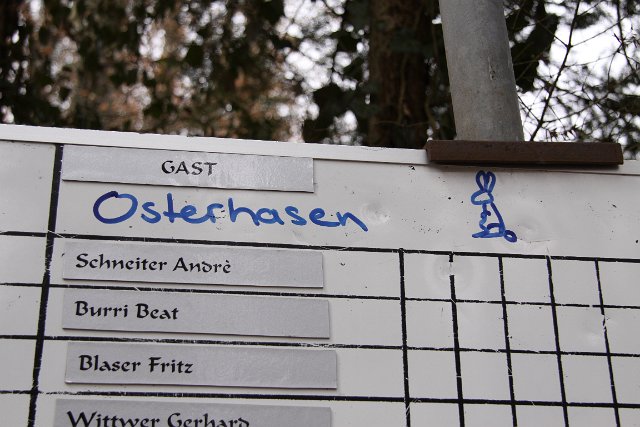 GAST
Osterhasen
Schneiter Andrè
Burri Beat
Blaser Fritz
Wittwer Gerhard